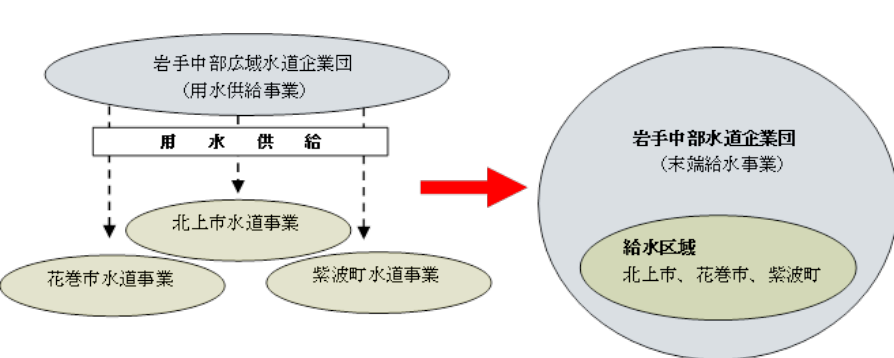 岩手中部広域水道企業団
（用水供給事業）
用水供給
北上市水道事業
花巻市水道事業
紫波町水道事業
岩手中部水道企業団
（末端給水事業）
給水区域
北上市、花巻市、紫波町